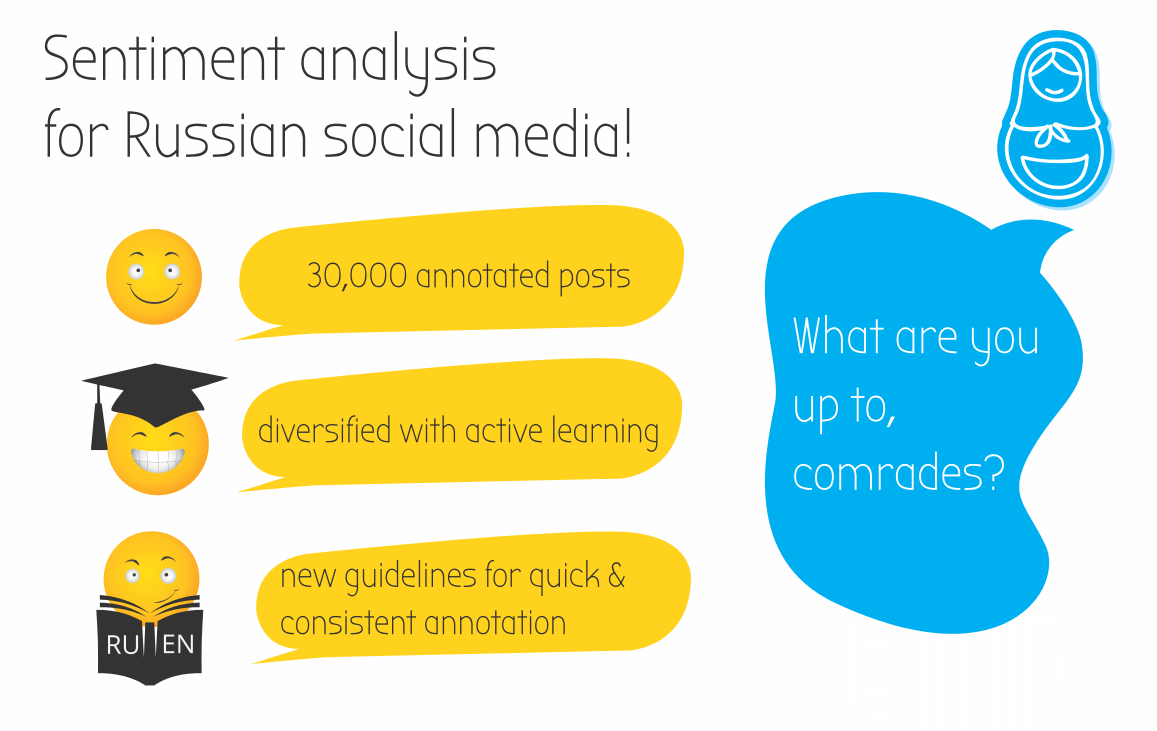 Sentiment analysis
for Russian social media!
30,000 annotated posts
diversified with active learning
new guidelines for quick &
consistent annotation
RU EN
What are you
up to,
comrades?